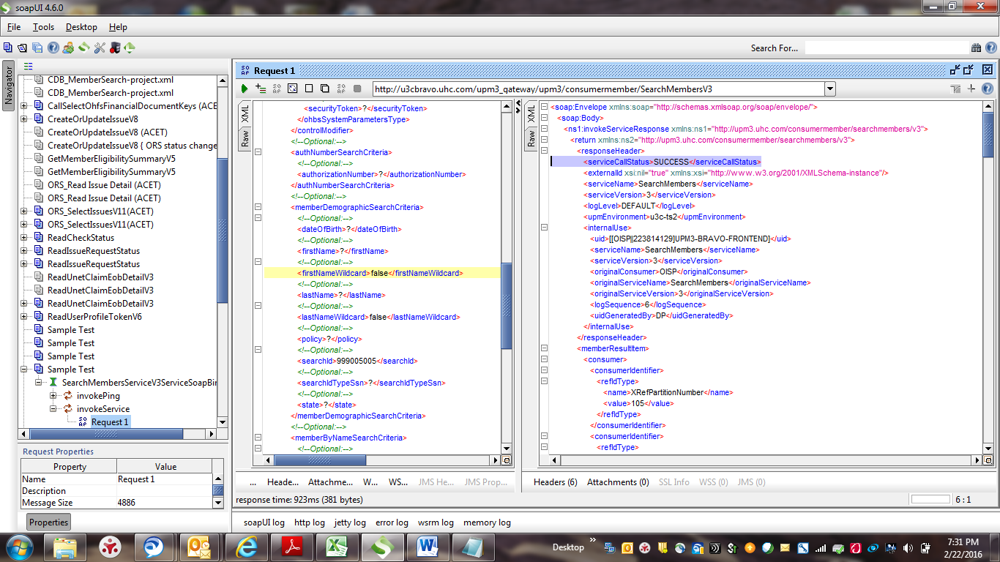 soapUI 4.6.0
File Tools Desktop Help
Search For...
Navigator
CDB_MemberSearch-project.xml
CDB_MemberSearch-project.xml
CallSelectOhfsFinancialDocumentKeys (ACE
CreateOrUpdateIssueV8
CreateOrUpdateIssueV8 (ACET)
CreateOrUpdateIssueV8 { ORS status change
GetMemberEligibilitySummaryV5
GetMemberEligibilitySummaryV5
ORS_Read Issue Detail (ACET)
ORS_Read Issue Detail (ACET)
ORS_SelectIssuesV11(ACET)
ORS_SelectIssuesV11(ACET)
ReadCheckStatus
ReadIssueRequestStatus
ReadIssueRequestStatus
ReadUnetClaimEobDetailV3
ReadUnetClaimEobDetailV3
ReadUnetClaimEobDetailV3
ReadUserProfileTokenV6
Sample Test
Sample Test
Sample Test
Sample Test
SearchMembersServiceV3ServiceSoapBin
invokePing
invokeService
Request 1
Request Properties
Property Value
Name Request 1
Description
Message Size 4886
Properties
Request 1
http://u3cbravo.uhc.com/upm3_gateway/upm3/consumermember/SearchMembersV3
XML
Raw
<securityToken>?</securityToken>
</ohbsSystemParametersType>
</controlModifier>
<!--Optional:-->
<authNumberSearchCriteria>
<!--Optional:-->
<authorizationNumber>?</authorizationNumber>
</authNumberSearchCriteria>
<!--Optional:-->
<memberDemographicSearchCriteria>
<!--Optional:-->
<dateOfBirth>?</dateOfBirth>
<!--Optional:-->
<firstName>?</firstName>
<!--Optional:-->
<firstNameWildcard>false</firstNameWildcard>
<!--Optional:-->
<lastName>?</lastName>
<!--Optional:-->
<lastNameWildcard>false</lastNameWildcard>
<!--Optional:-->
<policy>?</policy>
<!--Optional:-->
<searchId>999005005</searchId>
<!--Optional:-->
<searchIdTypeSsn>?</searchIdTypeSsn>
<!--Optional:-->
<state>?</state>
</memberDemographicSearchCriteria>
<!--Optional:-->
<memberByNameSearchCriteria>
<!--Optional:-->
... Heade... Attachme... W... WS... JMS He... JMS Prop...
XML
Raw
<soap:Envelope xmlns:soap="http://schemas.xmlsoap.org/soap/envelope/">
<soap:Body>
<ns1:invokeServiceResponse xmlns:ns1="http://upm3.uhc.com/consumermember/searchmembers/v3">
<return xmlns:ns2="http://upm3.uhc.com/consumermember/searchmembers/v3">
<responseHeader>
<serviceCallStatus>SUCCESS</serviceCallStatus>
<externalId xsi:nil="true" xmlns:xsi="http://www.w3.org/2001/XMLSchema-instance"/>
<serviceName>SearchMembers</serviceName>
<serviceVersion>3</serviceVersion>
<logLevel>DEFAULT</logLevel>
<upmEnvironment>u3c-ts2</upmEnvironment>
<internalUse>
<uid>[[OISP||223814129]UPM3-BRAVO-FRONTEND]</uid>
<serviceName>SearchMembers</serviceName>
<serviceVersion>3</serviceVersion>
<originalConsumer>OISP</originalConsumer>
<originalServiceName>SearchMembers</originalServiceName>
<originalServiceVersion>3</originalServiceVersion>
<logSequence>6</logSequence>
<uidGeneratedBy>DP</uidGeneratedBy>
</internalUse>
</responseHeader>
<memberResultItem>
<consumer>
<consumerIdentifier>
<refIdType>
<name>XRefPartitionNumber</name>
<value>105</value>
</refIdType>
</consumerIdentifier>
<consumerIdentifier>
<refIdType>
Headers (6) Attachments (0) SSL Info WSS (0) JMS (0)
response time: 923ms (381 bytes)
6 : 1
soapUI log http log jetty log error log wsrm log memory log
Desktop
7:31 PM
2/22/2016